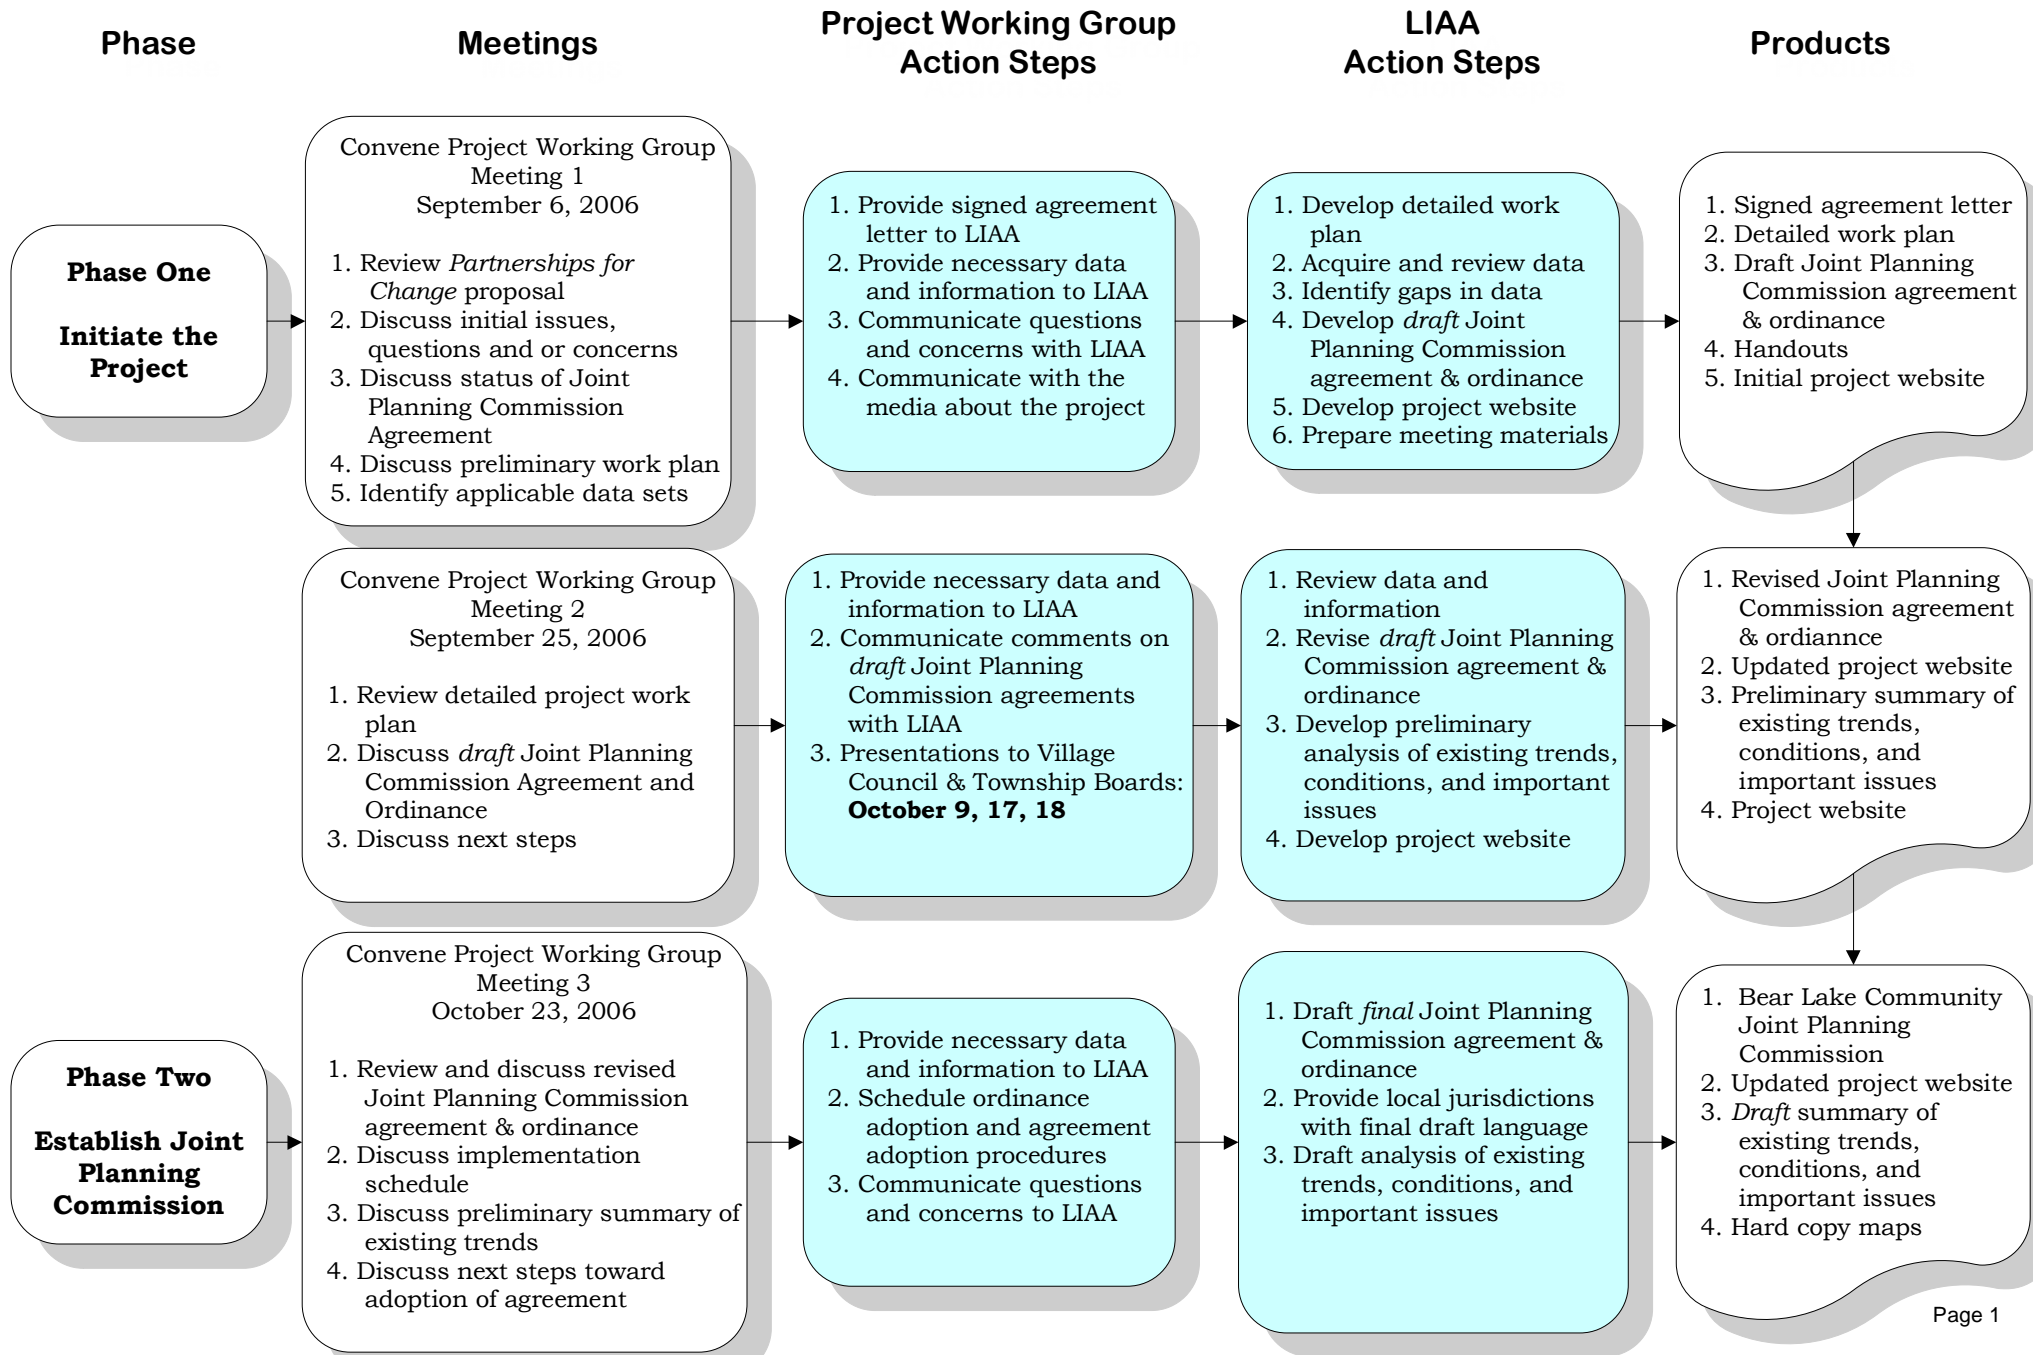 Phase
Meetings
Project Working Group
Action Steps
LIAA
Action Steps
Products
Phase One
Initiate the
Project
Convene Project Working Group
Meeting 1
September 6, 2006
1. Review Partnerships for
Change proposal
2. Discuss initial issues,
questions and or concerns
3. Discuss status of Joint
Planning Commission
Agreement
4. Discuss preliminary work plan
5. Identify applicable data sets
1. Provide signed agreement
letter to LIAA
2. Provide necessary data
and information to LIAA
3. Communicate questions
and concerns with LIAA
4. Communicate with the
media about the project
1. Develop detailed work
plan
2. Acquire and review data
3. Identify gaps in data
4. Develop draft Joint
Planning Commission
agreement & ordinance
5. Develop project website
6. Prepare meeting materials
1. Signed agreement letter
2. Detailed work plan
3. Draft Joint Planning
Commission agreement
& ordinance
4. Handouts
5. Initial project website
Convene Project Working Group
Meeting 2
September 25, 2006
1. Review detailed project work
plan
2. Discuss draft Joint Planning
Commission Agreement and
Ordinance
3. Discuss next steps
1. Provide necessary data and
information to LIAA
2. Communicate comments on
draft Joint Planning
Commission agreements
with LIAA
3. Presentations to Village
Council & Township Boards:
October 9, 17, 18
1. Review data and
information
2. Revise draft Joint Planning
Commission agreement &
ordinance
3. Develop preliminary
analysis of existing trends,
conditions, and important
issues
4. Develop project website
1. Revised Joint Planning
Commission agreement
& ordiannce
2. Updated project website
3. Preliminary summary of
existing trends,
conditions, and
important issues
4. Project website
Phase Two
Establish Joint
Planning
Commission
Convene Project Working Group
Meeting 3
October 23, 2006
1. Review and discuss revised
Joint Planning Commission
agreement & ordinance
2. Discuss implementation
schedule
3. Discuss preliminary summary of
existing trends
4. Discuss next steps toward
adoption of agreement
1. Provide necessary data
and information to LIAA
2. Schedule ordinance
adoption and agreement
adoption procedures
3. Communicate questions
and concerns to LIAA
1. Draft final Joint Planning
Commission agreement &
ordinance
2. Provide local jurisdictions
with final draft language
3. Draft analysis of existing
trends, conditions, and
important issues
1. Bear Lake Community
Joint Planning
Commission
2. Updated project website
3. Draft summary of
existing trends,
conditions, and
important issues
4. Hard copy maps
Page 1